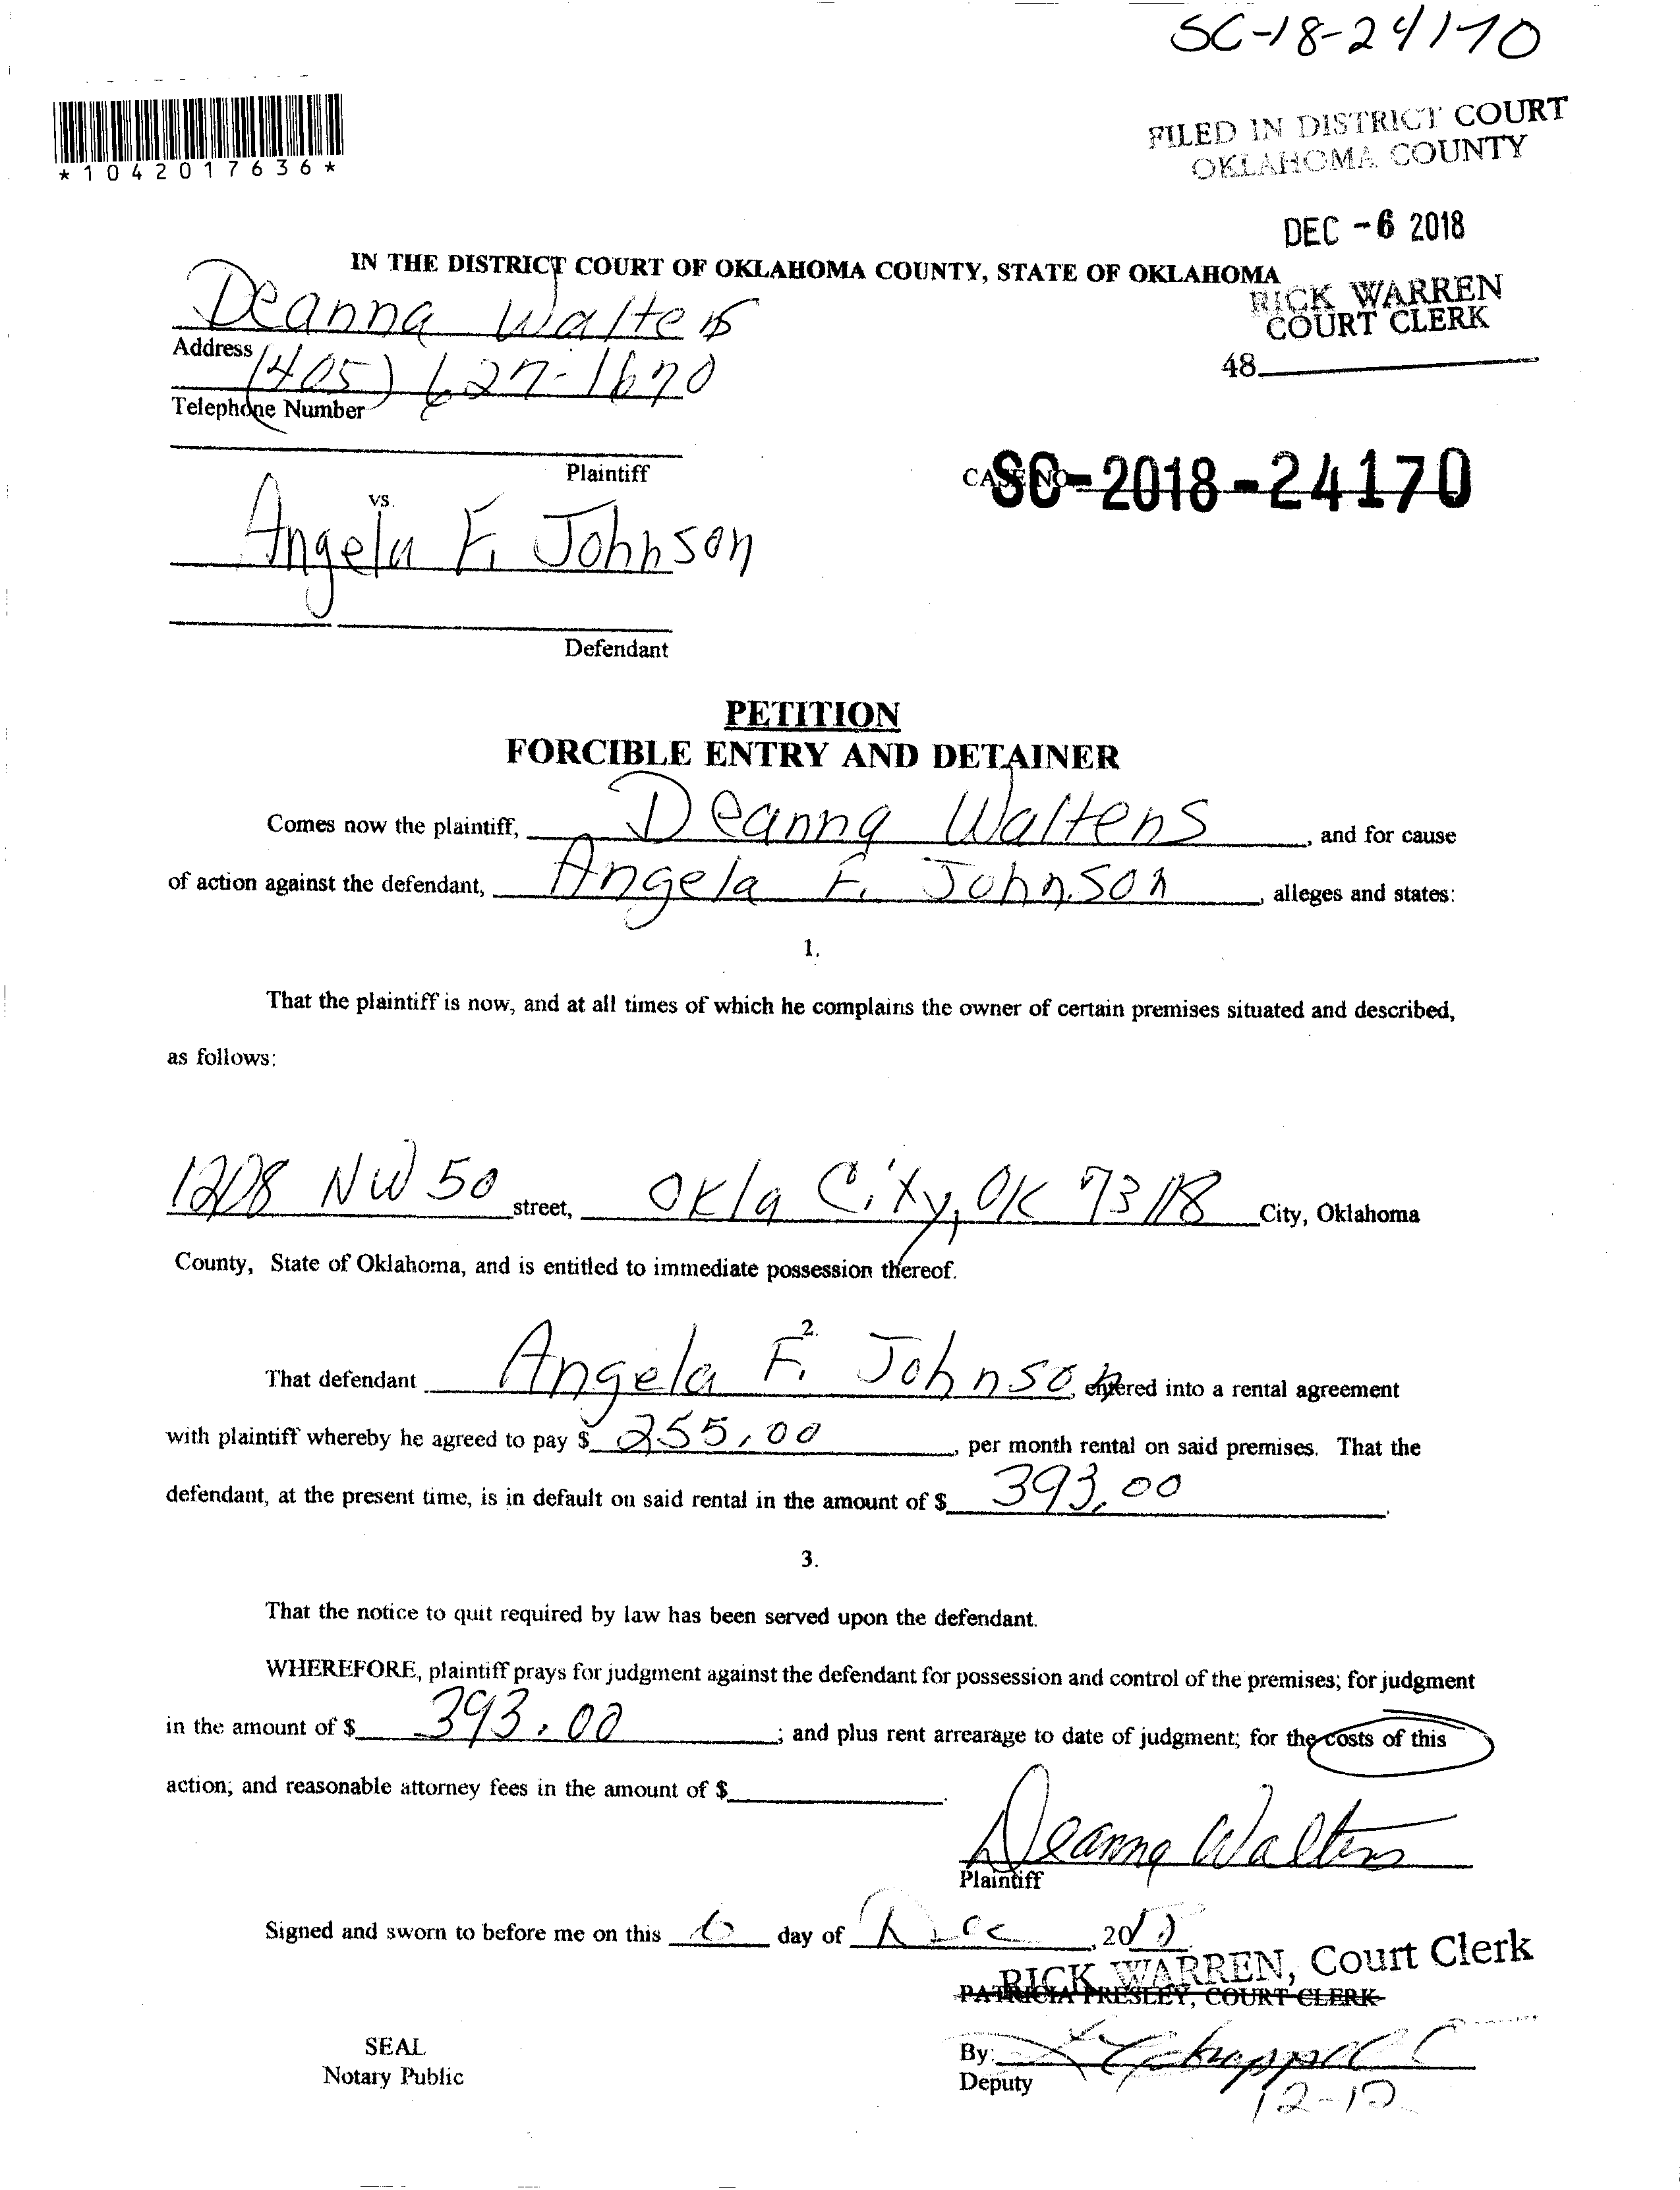 SC-18-24170
*1042017636*
FILED IN DISTRICT COURT
OKLAHOMA COUNTY
DEC -6 2018
IN THE DISTRICT COURT OF OKLAHOMA COUNTY, STATE OF OKLAHOMA
RICK WARREN
COURT CLERK
48
Deanna Walters
Address
(405) 627-1670
Telephone Number
Plaintiff
CASE NO. SC-2018-24170
vs.
Angela F. Johnson
Defendant
PETITION
FORCIBLE ENTRY AND DETAINER
Comes now the plaintiff, Deanna Walters, and for cause
of action against the defendant, Angela F. Johnson, alleges and states:
1.
That the plaintiff is now, and at all times of which he complains the owner of certain premises situated and described,
as follows:
1208 NW 50 street, Okla City, OK 73118 City, Oklahoma
County, State of Oklahoma, and is entitled to immediate possession thereof.
2.
That defendant Angela F. Johnson, entered into a rental agreement
with plaintiff whereby he agreed to pay $ 255.00, per month rental on said premises. That the
defendant, at the present time, is in default on said rental in the amount of $ 393.00.
3.
That the notice to quit required by law has been served upon the defendant.
WHEREFORE, plaintiff prays for judgment against the defendant for possession and control of the premises; for judgment
in the amount of $ 393.00; and plus rent arrearage to date of judgment; for the costs of this
action; and reasonable attorney fees in the amount of $.
Deanna Walters
Plaintiff
Signed and sworn to before me on this 6 day of Dec, 20
RICK WARREN, Court Clerk
PATRICIA PRESLEY, COURT CLERK
SEAL
Notary Public
By:
Deputy
12-12